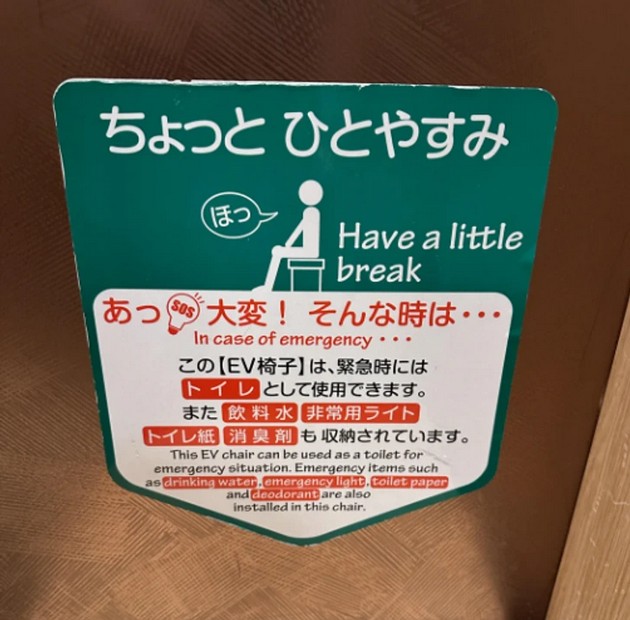 ちょっと ひとやすみ
ほっ
Have a little
break
あっ SOS 大変！ そんな時は・・・
In case of emergency ・・・
この【EV椅子】は、緊急時には
トイレ として使用できます。
また 飲料水 非常用ライト
トイレ紙 消臭剤 も 収納されています。
This EV chair can be used as a toilet for
emergency situation. Emergency items such
as drinking water, emergency light, toilet paper
and deodorant are also
installed in this chair.